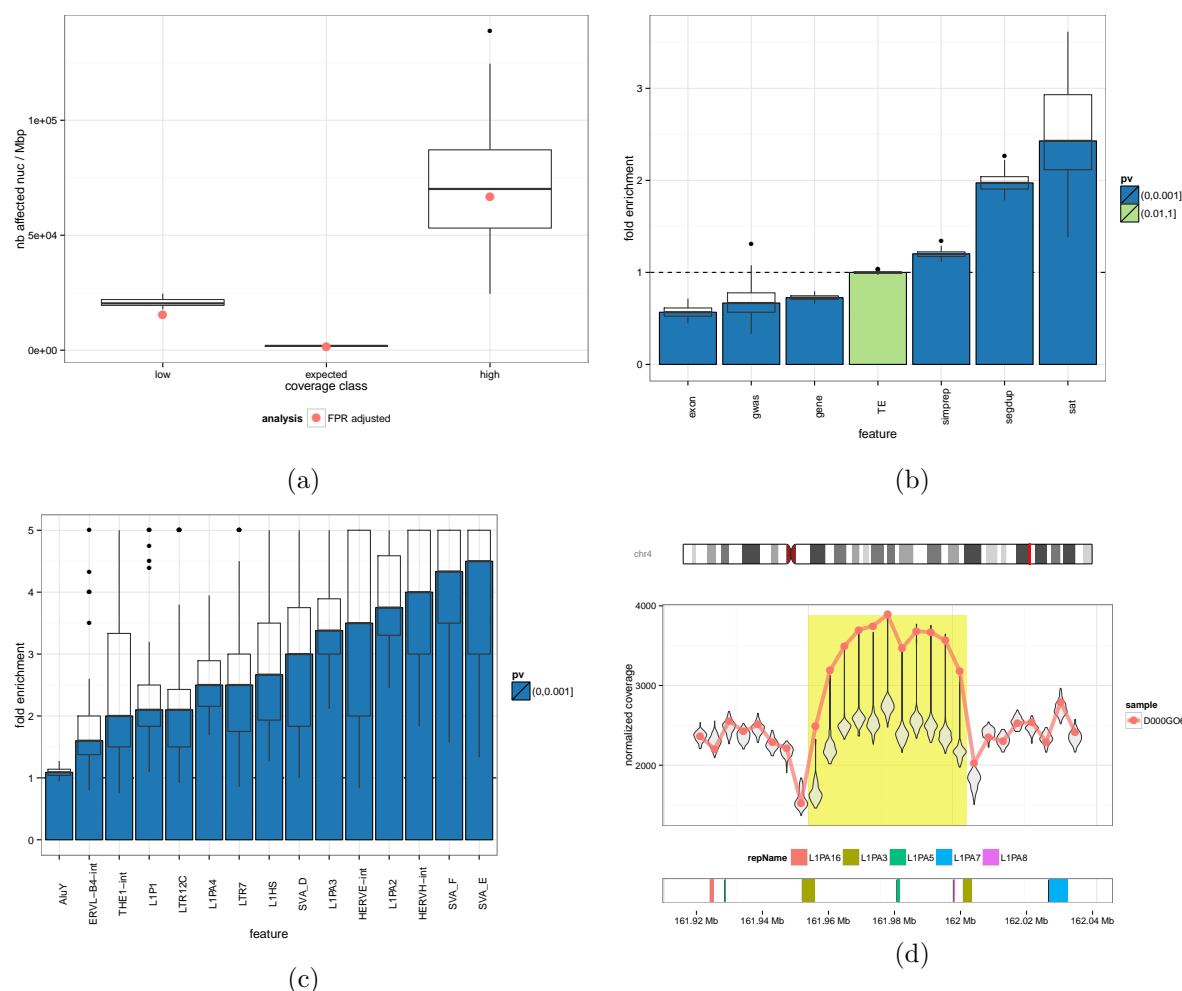 nb affected nuc / Mbp
1e+05
5e+04
0e+00
low
expected
high
coverage class
analysis FPR adjusted
(a)
fold enrichment
3
2
1
0
exon
gwas
gene
TE
simprep
segdup
sat
feature
pv
(0,0.001]
(0.01,1]
(b)
fold enrichment
5
4
3
2
1
0
AluY
ERVL−B4−int
THE1−int
L1P1
LTR12C
L1PA4
LTR7
L1HS
SVA_D
L1PA3
HERVE−int
L1PA2
HERVH−int
SVA_F
SVA_E
feature
pv
(0,0.001]
(c)
chr4
normalized coverage
4000
3000
2000
sample
D000GO6
repName L1PA16 L1PA3 L1PA5 L1PA7 L1PA8
161.92 Mb 161.94 Mb 161.96 Mb 161.98 Mb 162 Mb 162.02 Mb 162.04 Mb
(d)